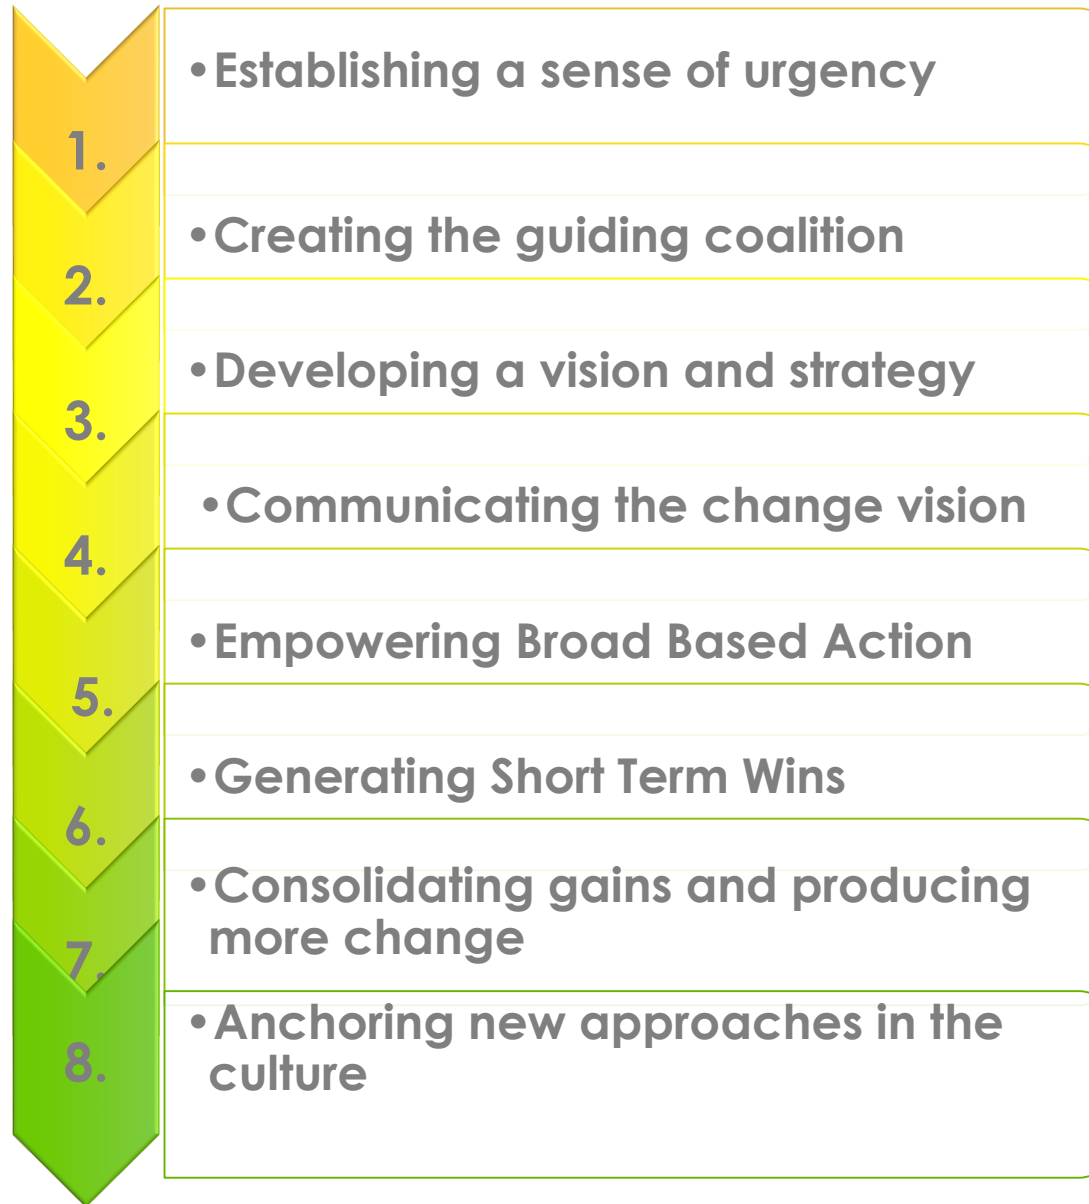 1.
•Establishing a sense of urgency
2.
•Creating the guiding coalition
3.
•Developing a vision and strategy
4.
•Communicating the change vision
5.
•Empowering Broad Based Action
6.
•Generating Short Term Wins
7.
•Consolidating gains and producing
more change
8.
•Anchoring new approaches in the
culture